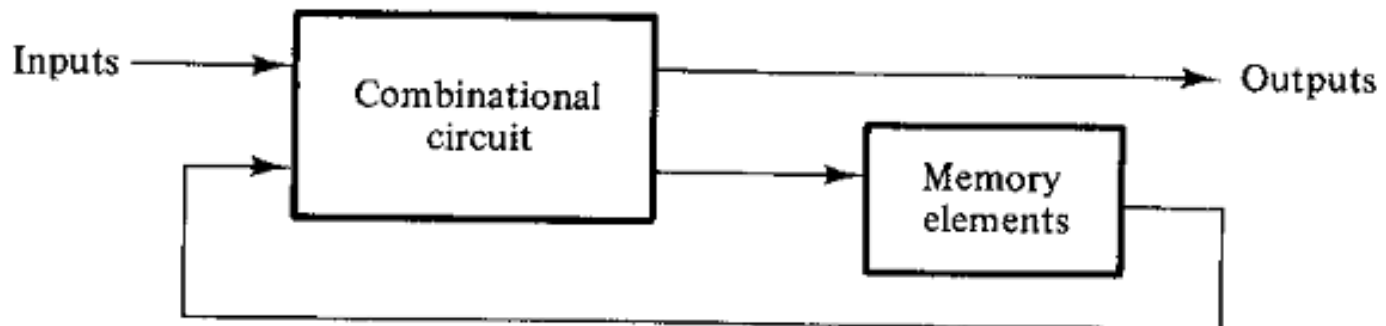 Inputs
Combinational
circuit
Outputs
Memory
elements